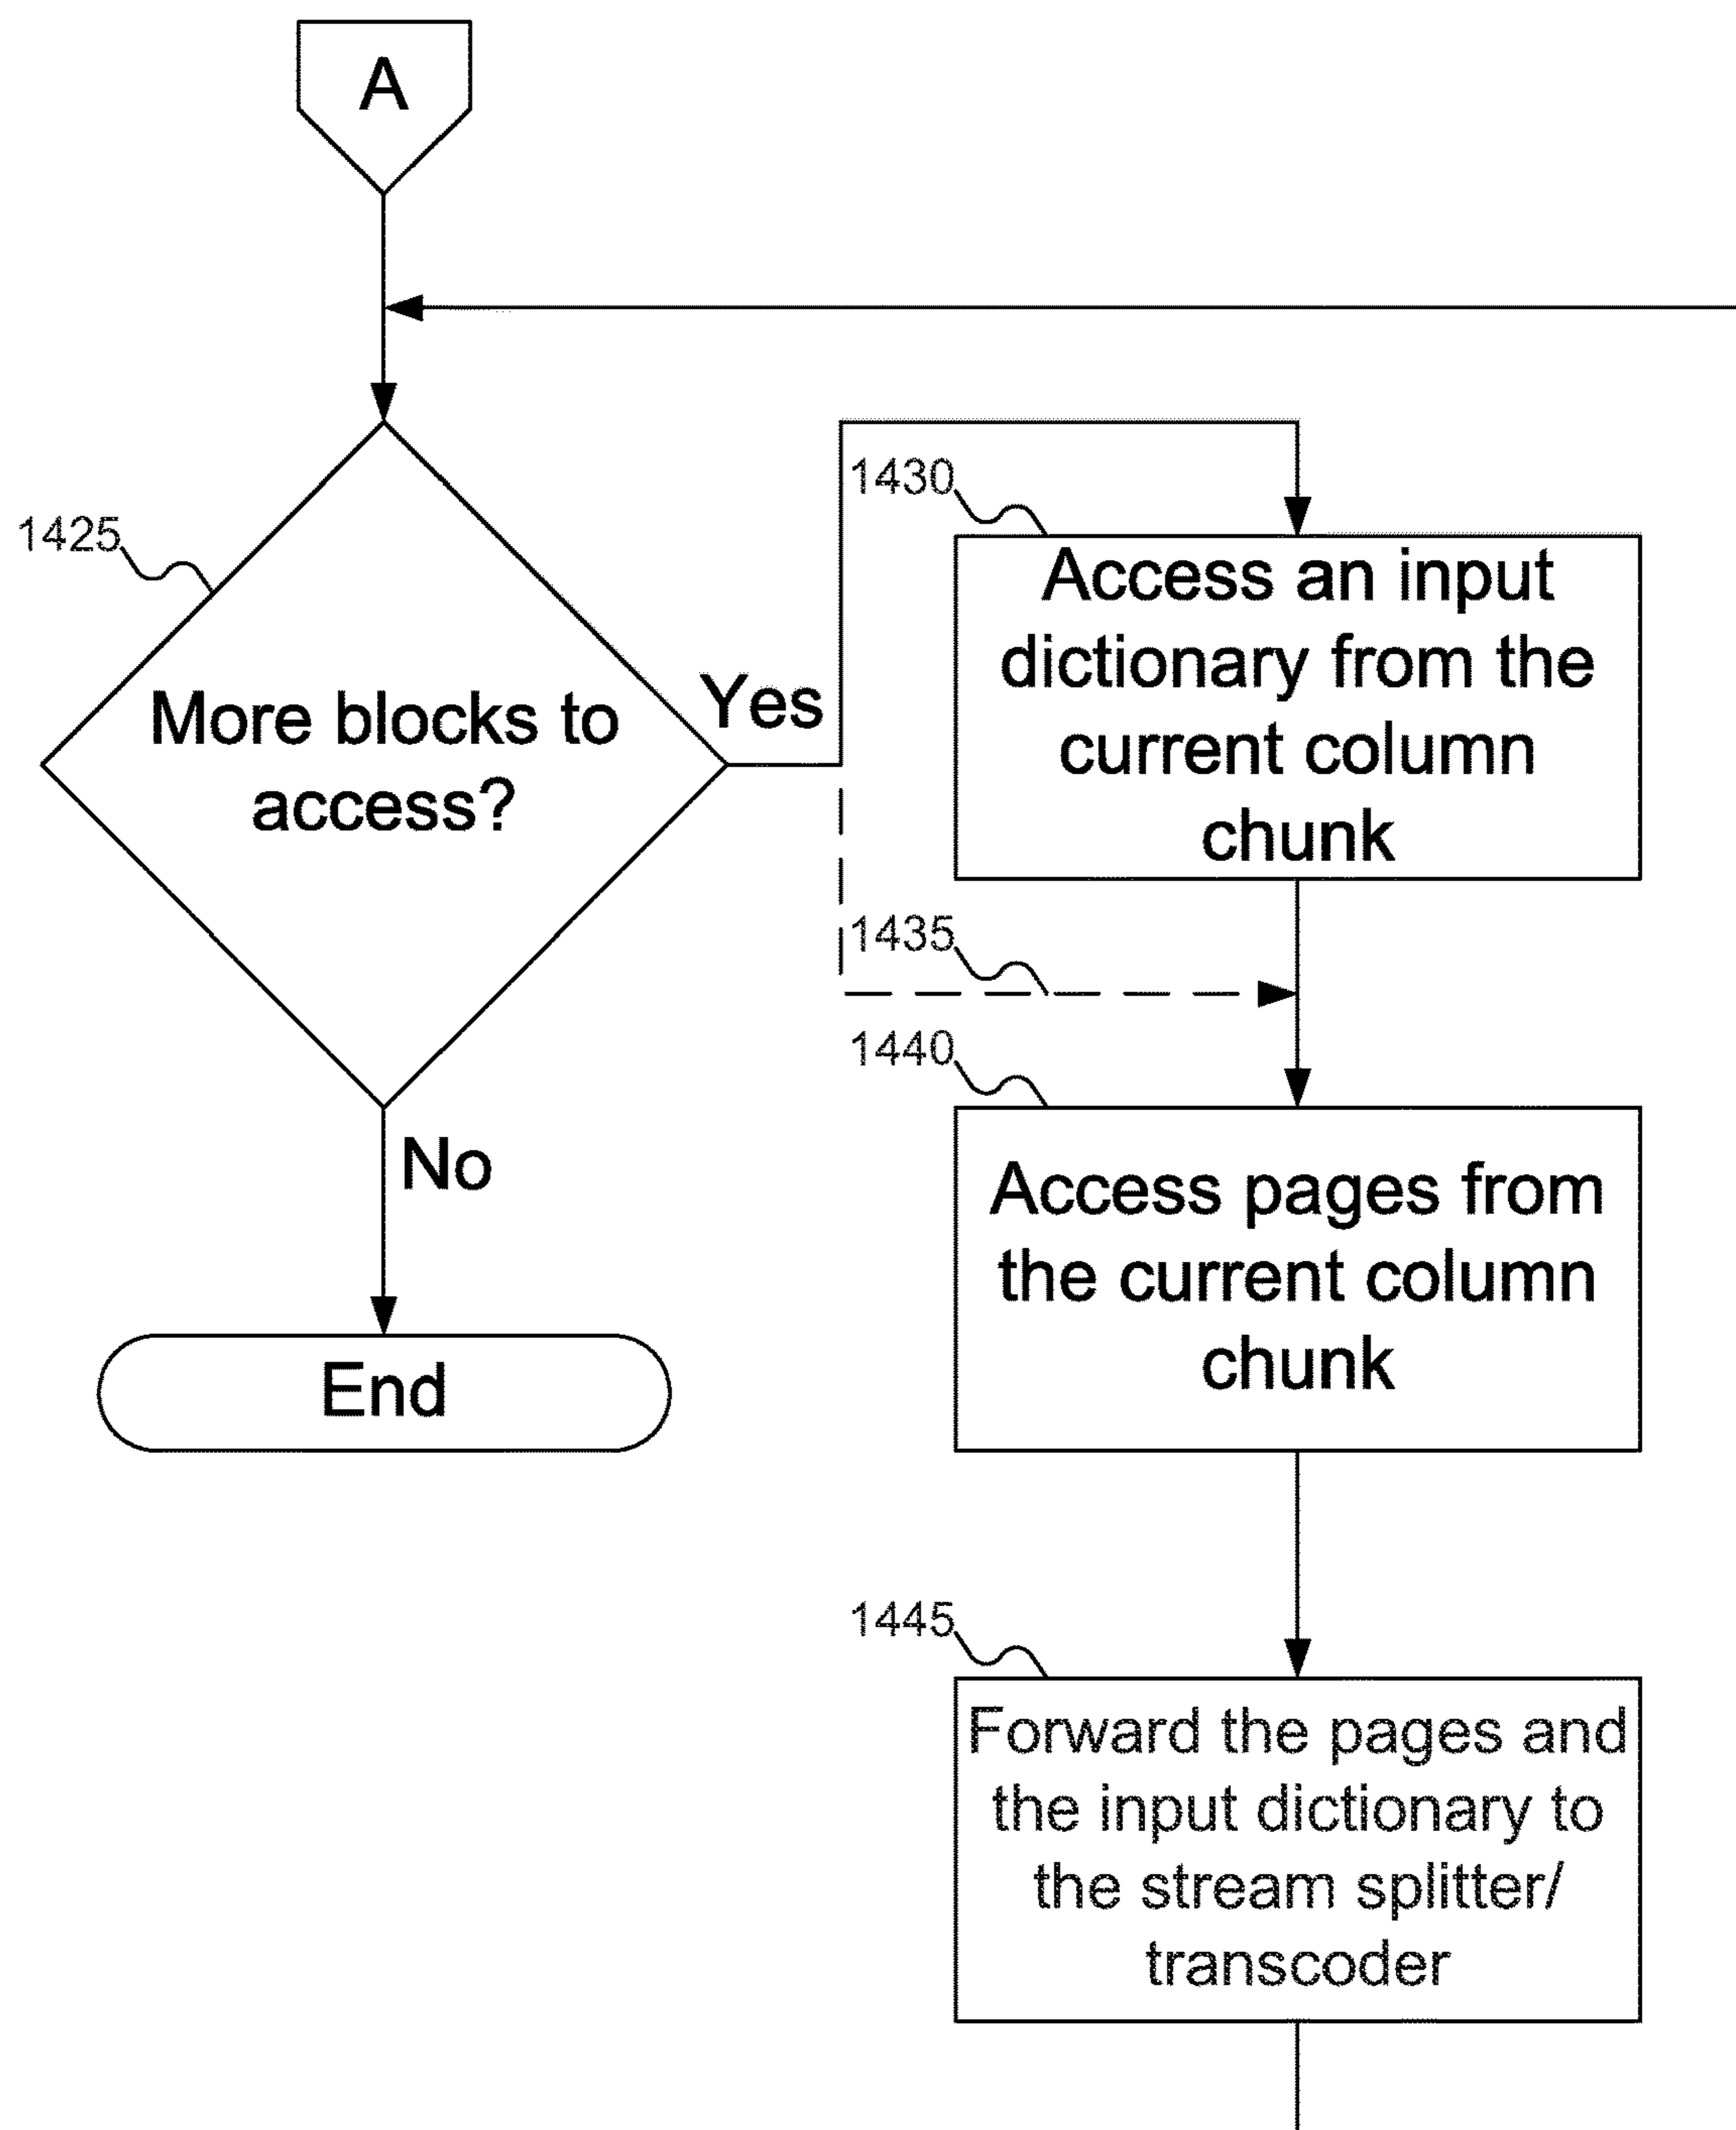 A
1425
More blocks to
access?
Yes
No
End
1430
Access an input
dictionary from the
current column
chunk
1435
1440
Access pages from
the current column
chunk
1445
Forward the pages and
the input dictionary to
the stream splitter/
transcoder